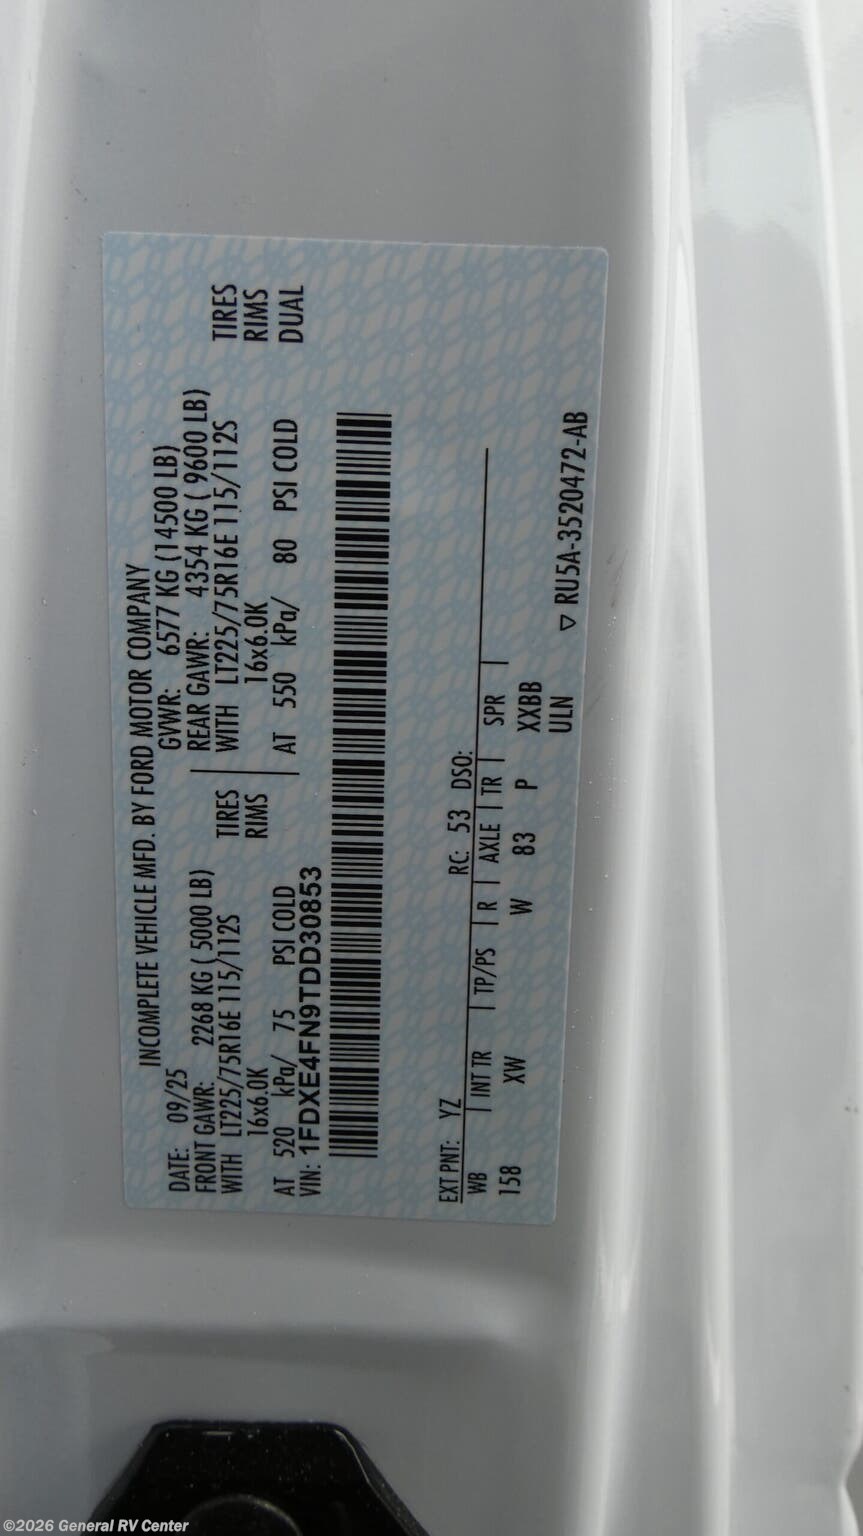 INCOMPLETE VEHICLE MFD. BY FORD MOTOR COMPANY
DATE: 09/25 GVWR: 6577 KG (14500 LB)
FRONT GAWR: 2268 KG ( 5000 LB) REAR GAWR: 4354 KG ( 9600 LB)
WITH LT225/75R16E 115/112S TIRES WITH LT225/75R16E 115/112S TIRES
16x6.0K RIMS 16x6.0K RIMS
AT 520 kPa/ 75 PSI COLD AT 550 kPa/ 80 PSI COLD DUAL
VIN: 1FDXE4FN9TDD30853
EXT PNT: YZ RC: 53 DSO:
WB INT TR TP/PS R AXLE TR SPR
158 XW W 83 P XXBB
ULN
▽ RU5A-3520472-AB
©2026 General RV Center